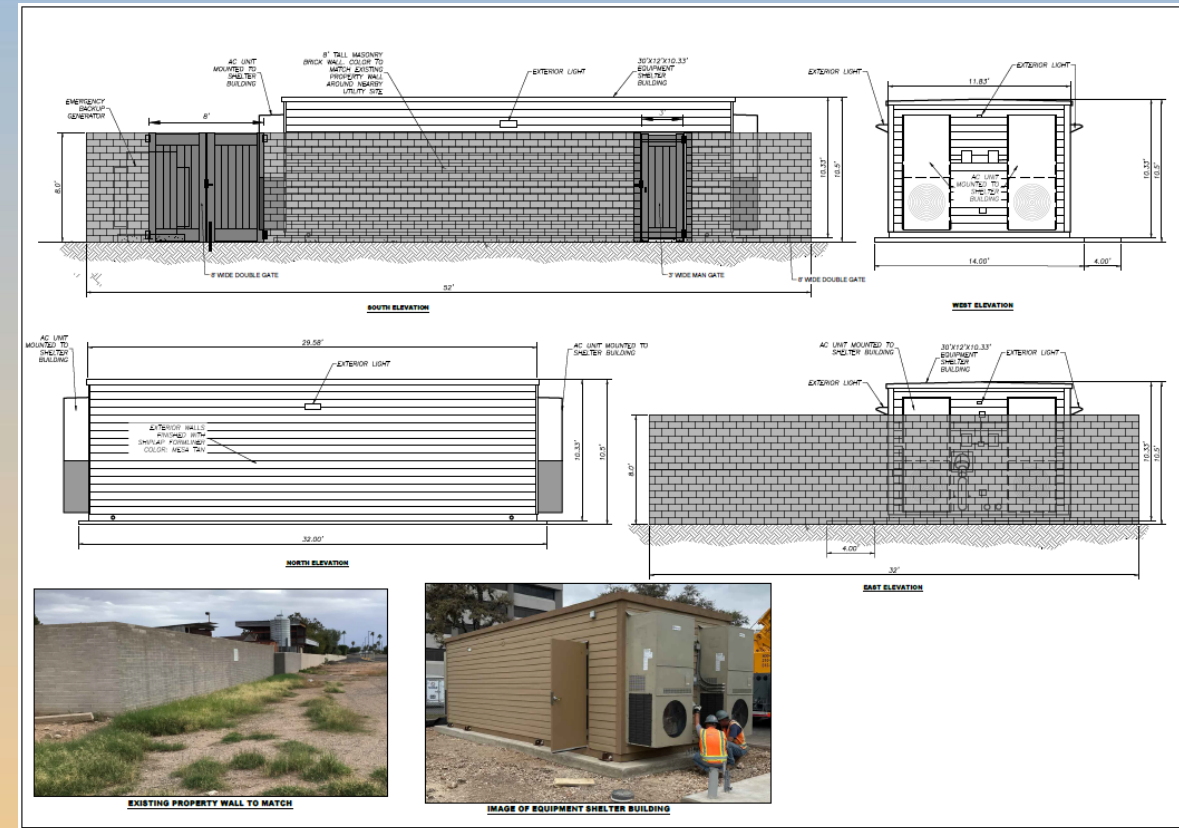 AC UNIT
MOUNTED TO
SHELTER
BUILDING
8' TALL MASONRY
BRICK WALL. COLOR TO
MATCH EXISTING
PROPERTY WALL
AROUND NEARBY
UTILITY SITE
EXTERIOR LIGHT
30'X12'X10.33'
EQUIPMENT
SHELTER
BUILDING
EMERGENCY
BACKUP
GENERATOR
8'
3'
8.0'
10.33'
10.5'
8' WIDE DOUBLE GATE
3' WIDE MAN GATE
8' WIDE DOUBLE GATE
52'
SOUTH ELEVATION
EXTERIOR LIGHT
EXTERIOR LIGHT
11.83'
AC UNIT
MOUNTED TO
SHELTER
BUILDING
10.33'
10.5'
14.00'
4.00'
WEST ELEVATION
AC UNIT
MOUNTED TO
SHELTER
BUILDING
29.58'
EXTERIOR LIGHT
AC UNIT MOUNTED TO
SHELTER BUILDING
EXTERIOR WALLS
FINISHED WITH
SHIPLAP FORMLINER
COLOR: MESA TAN
10.33'
10.5'
32.00'
NORTH ELEVATION
AC UNIT MOUNTED TO
SHELTER BUILDING
30'X12'X10.33'
EQUIPMENT
SHELTER
BUILDING
EXTERIOR LIGHT
EXTERIOR LIGHT
8.0'
10.33'
10.5'
4.00'
32'
EAST ELEVATION
EXISTING PROPERTY WALL TO MATCH
IMAGE OF EQUIPMENT SHELTER BUILDING